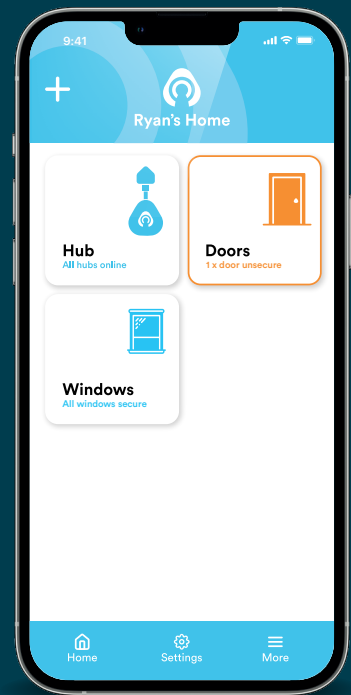 9:41
Ryan's Home
Hub
All hubs online
Doors
1 x door unsecure
Windows
All windows secure
Home
Settings
More